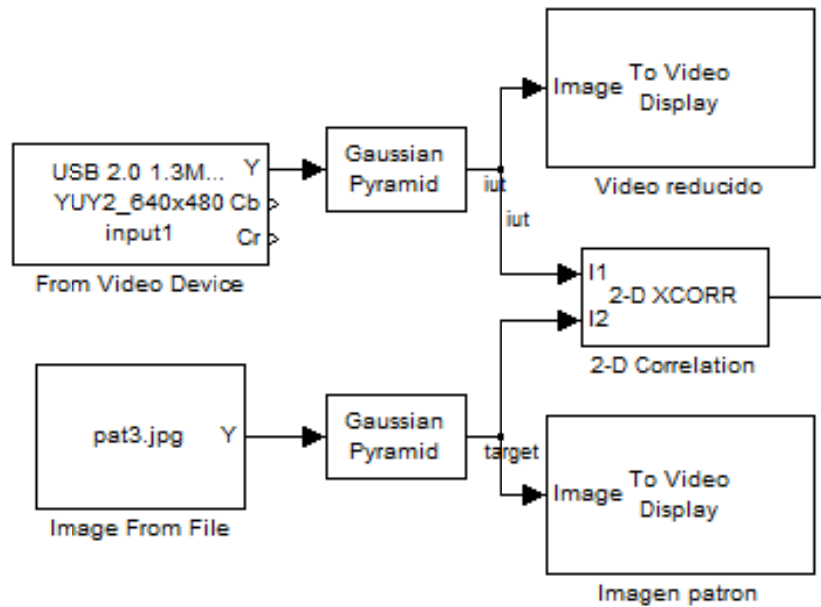 USB 2.0 1.3M...
YUY2_640x480
input1
Y
Cb
Cr
From Video Device
Gaussian
Pyramid
iut
iut
Image
To Video
Display
Video reducido
I1
I2
2-D XCORR
2-D Correlation
pat3.jpg
Y
Image From File
Gaussian
Pyramid
target
Image
To Video
Display
Imagen patron